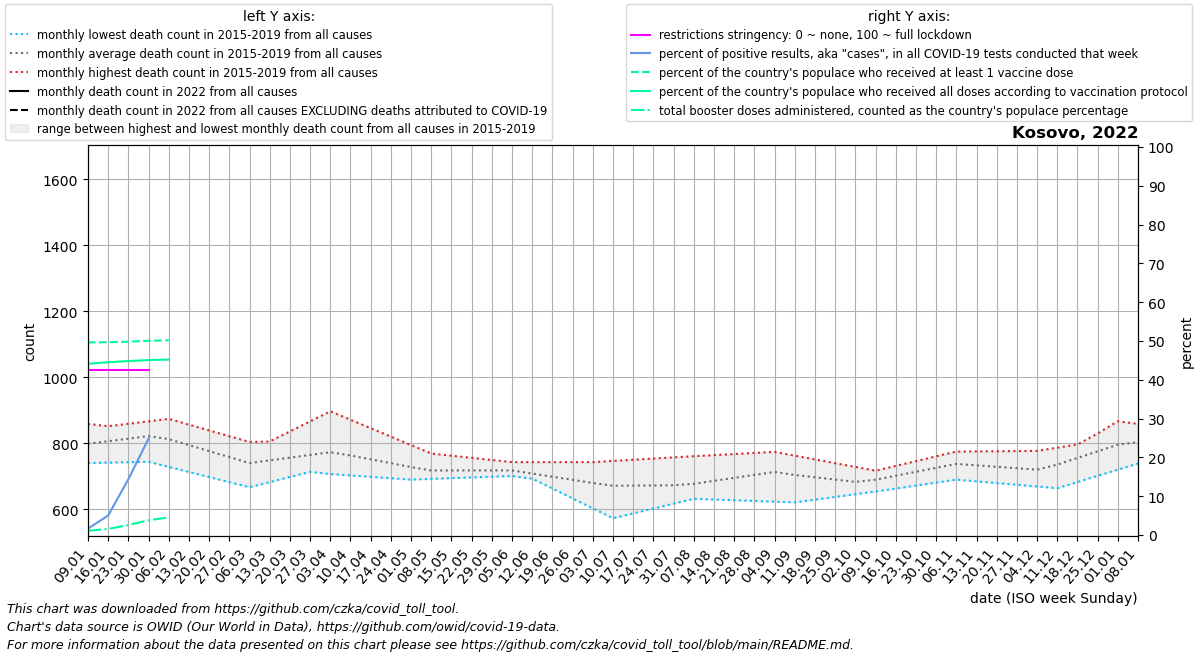 left Y axis:
monthly lowest death count in 2015-2019 from all causes
monthly average death count in 2015-2019 from all causes
monthly highest death count in 2015-2019 from all causes
monthly death count in 2022 from all causes
monthly death count in 2022 from all causes EXCLUDING deaths attributed to COVID-19
range between highest and lowest monthly death count from all causes in 2015-2019
right Y axis:
restrictions stringency: 0 ~ none, 100 ~ full lockdown
percent of positive results, aka "cases", in all COVID-19 tests conducted that week
percent of the country's populace who received at least 1 vaccine dose
percent of the country's populace who received all doses according to vaccination protocol
total booster doses administered, counted as the country's populace percentage
Kosovo, 2022
1600
1400
1200
1000
800
600
count
100
90
80
70
60
50
40
30
20
10
0
percent
09.01 16.01 23.01 30.01 06.02 13.02 20.02 27.02 06.03 13.03 20.03 27.03 03.04 10.04 17.04 24.04 01.05 08.05 15.05 22.05 29.05 05.06 12.06 19.06 26.06 03.07 10.07 17.07 24.07 31.07 07.08 14.08 21.08 28.08 04.09 11.09 18.09 25.09 02.10 09.10 16.10 23.10 30.10 06.11 13.11 20.11 27.11 04.12 11.12 18.12 25.12 01.01 08.01
date (ISO week Sunday)
This chart was downloaded from https://github.com/czka/covid_toll_tool.
Chart's data source is OWID (Our World in Data), https://github.com/owid/covid-19-data.
For more information about the data presented on this chart please see https://github.com/czka/covid_toll_tool/blob/main/README.md.